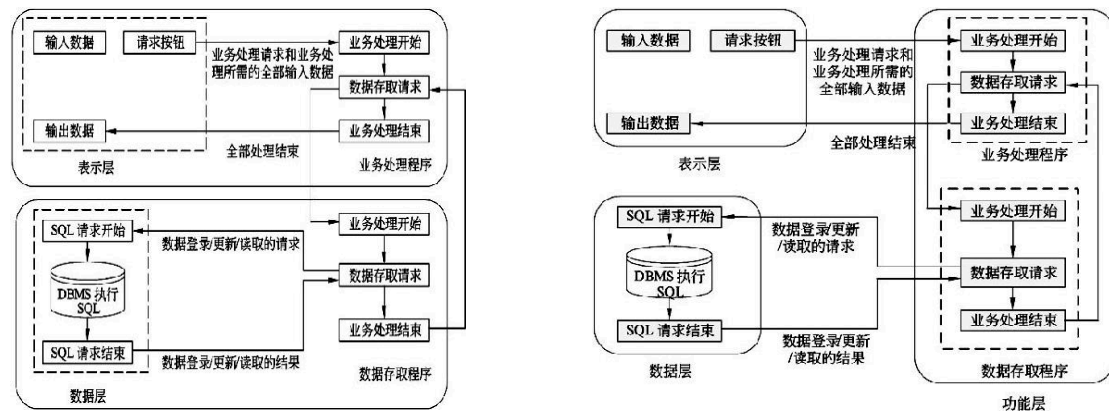 输入数据
请求按钮
业务处理开始
业务处理请求和业务处
理所需的全部输入数据
数据存取请求
输出数据
业务处理结束
全部处理结束
表示层
业务处理程序
SQL 请求开始
业务处理开始
数据登录/更新/读取的请求
DBMS 执行
SQL
数据存取请求
业务处理结束
SQL 请求结束
数据登录/更新/读取的结果
数据层
数据存取程序
输入数据
请求按钮
业务处理开始
业务处理请求和
业务处理所需的
全部输入数据
数据存取请求
输出数据
业务处理结束
全部处理结束
业务处理程序
表示层
SQL 请求开始
业务处理开始
数据登录/更新
/读取的请求
DBMS 执行
SQL
数据存取请求
SQL 请求结束
业务处理结束
数据登录/更新
/读取的结果
数据层
数据存取程序
功能层